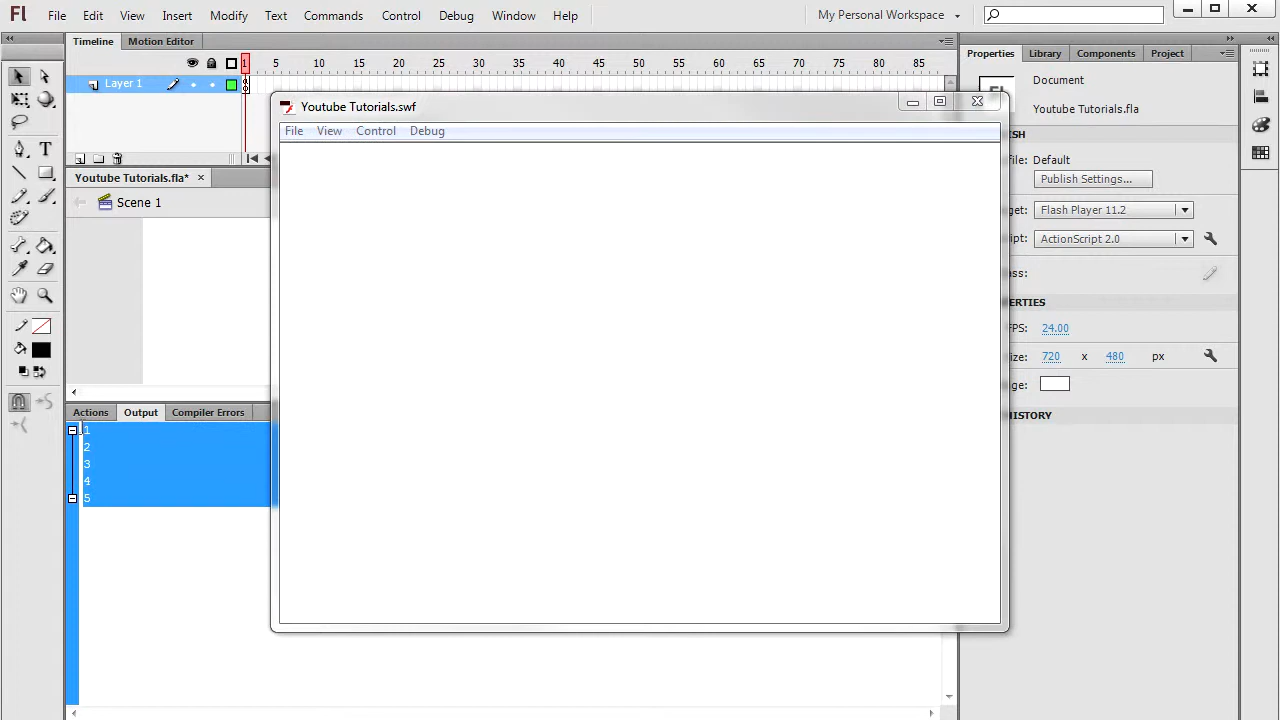 Fl File Edit View Insert Modify Text Commands Control Debug Window Help My Personal Workspace
Timeline Motion Editor
1 5 10 15 20 25 30 35 40 45 50 55 60 65 70 75 80 85
Layer 1
Youtube Tutorials.fla* ×
Scene 1
Youtube Tutorials.swf
File View Control Debug
Actions Output Compiler Errors
1
2
3
4
5
Properties Library Components Project
Document
Youtube Tutorials.fla
SH
file: Default
Publish Settings...
get: Flash Player 11.2
ipt: ActionScript 2.0
ass:
ERTIES
FPS: 24.00
ize: 720 x 480 px
ge:
HISTORY